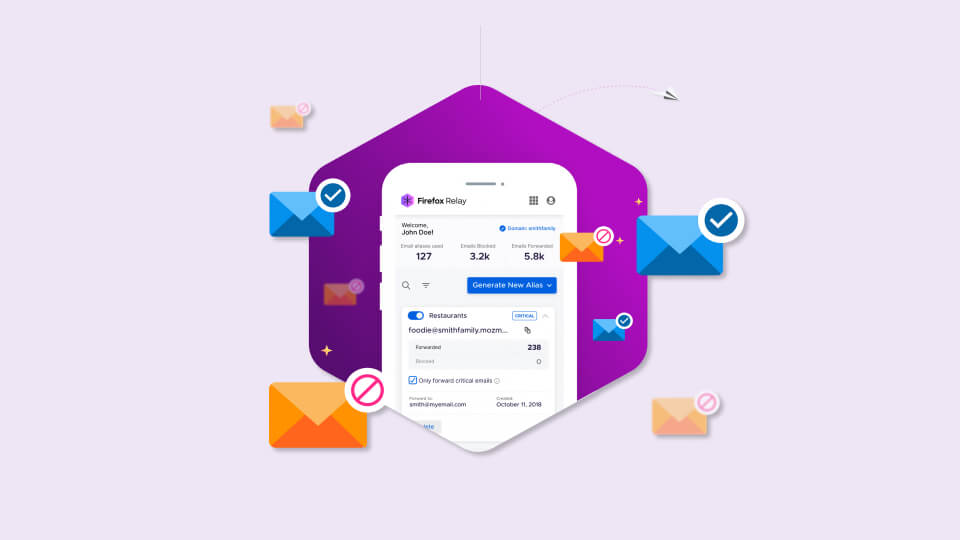 Firefox Relay
Welcome,
John Doe!
Domain: smithfamily
Email aliases used
Emails Blocked
Emails Forwarded
127
3.2k
5.8k
Generate New Alias
Restaurants
CRITICAL
foodie@smithfamily.mozm...
Forwarded
238
Blocked
0
Only forward critical emails
Forward to:
Created:
smith@myemail.com
October 11, 2018